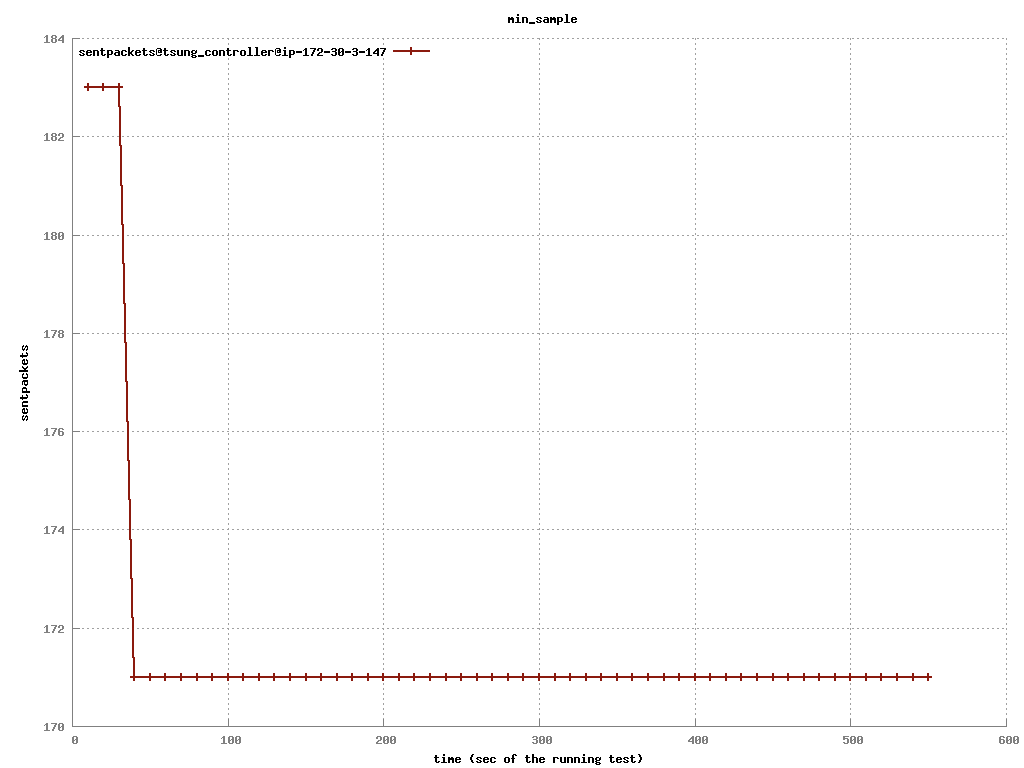 min_sample
184
sentpackets@tsung_controller@ip-172-30-3-147
182
180
178
sentpackets
176
174
172
170
0 100 200 300 400 500 600
time (sec of the running test)